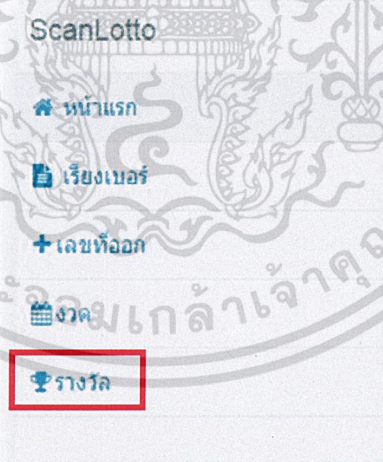 ScanLotto
หน้าแรก
เรียงเบอร์
เลขที่ออก
งวด
รางวัล